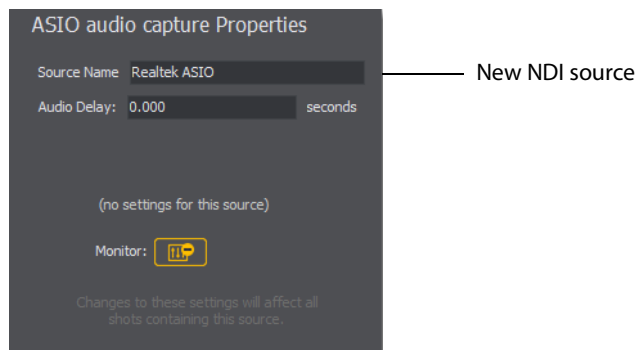 ASIO audio capture Properties
Source Name Realtek ASIO
New NDI source
Audio Delay: 0.000 seconds
(no settings for this source)
Monitor:
Changes to these settings will affect all
shots containing this source.